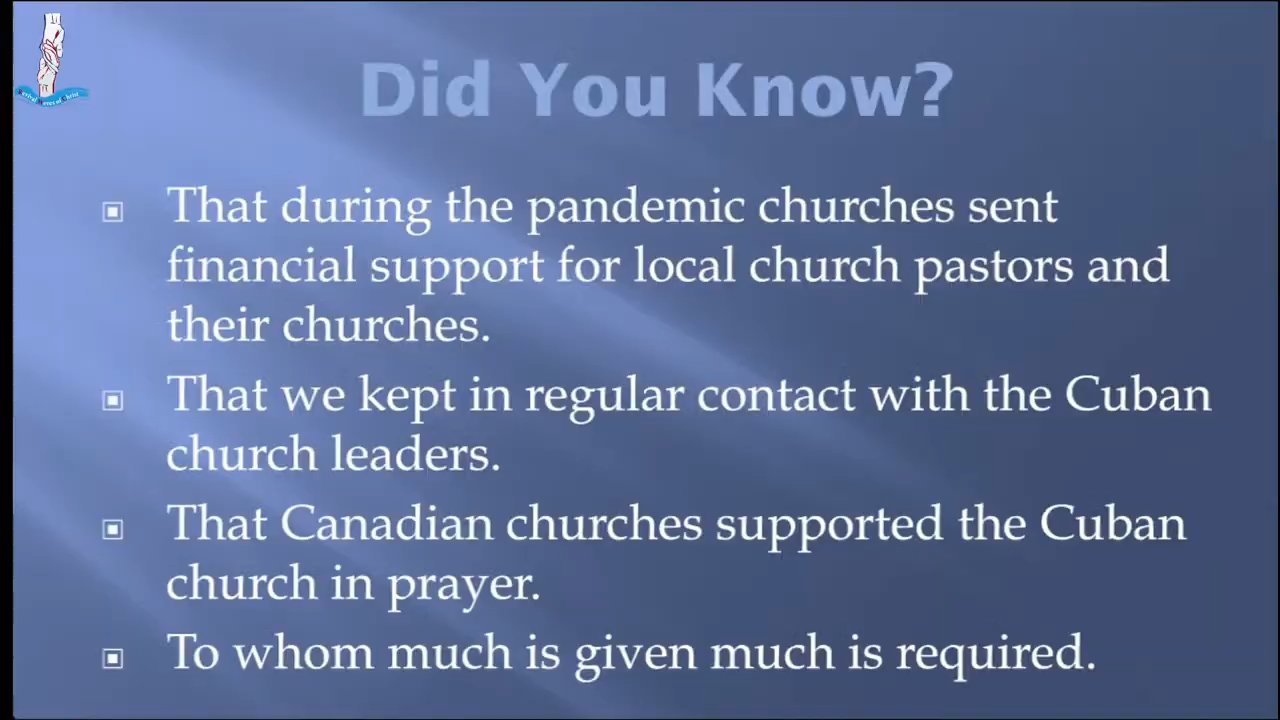 Did You Know?
That during the pandemic churches sent
financial support for local church pastors and
their churches.
That we kept in regular contact with the Cuban
church leaders.
That Canadian churches supported the Cuban
church in prayer.
To whom much is given much is required.